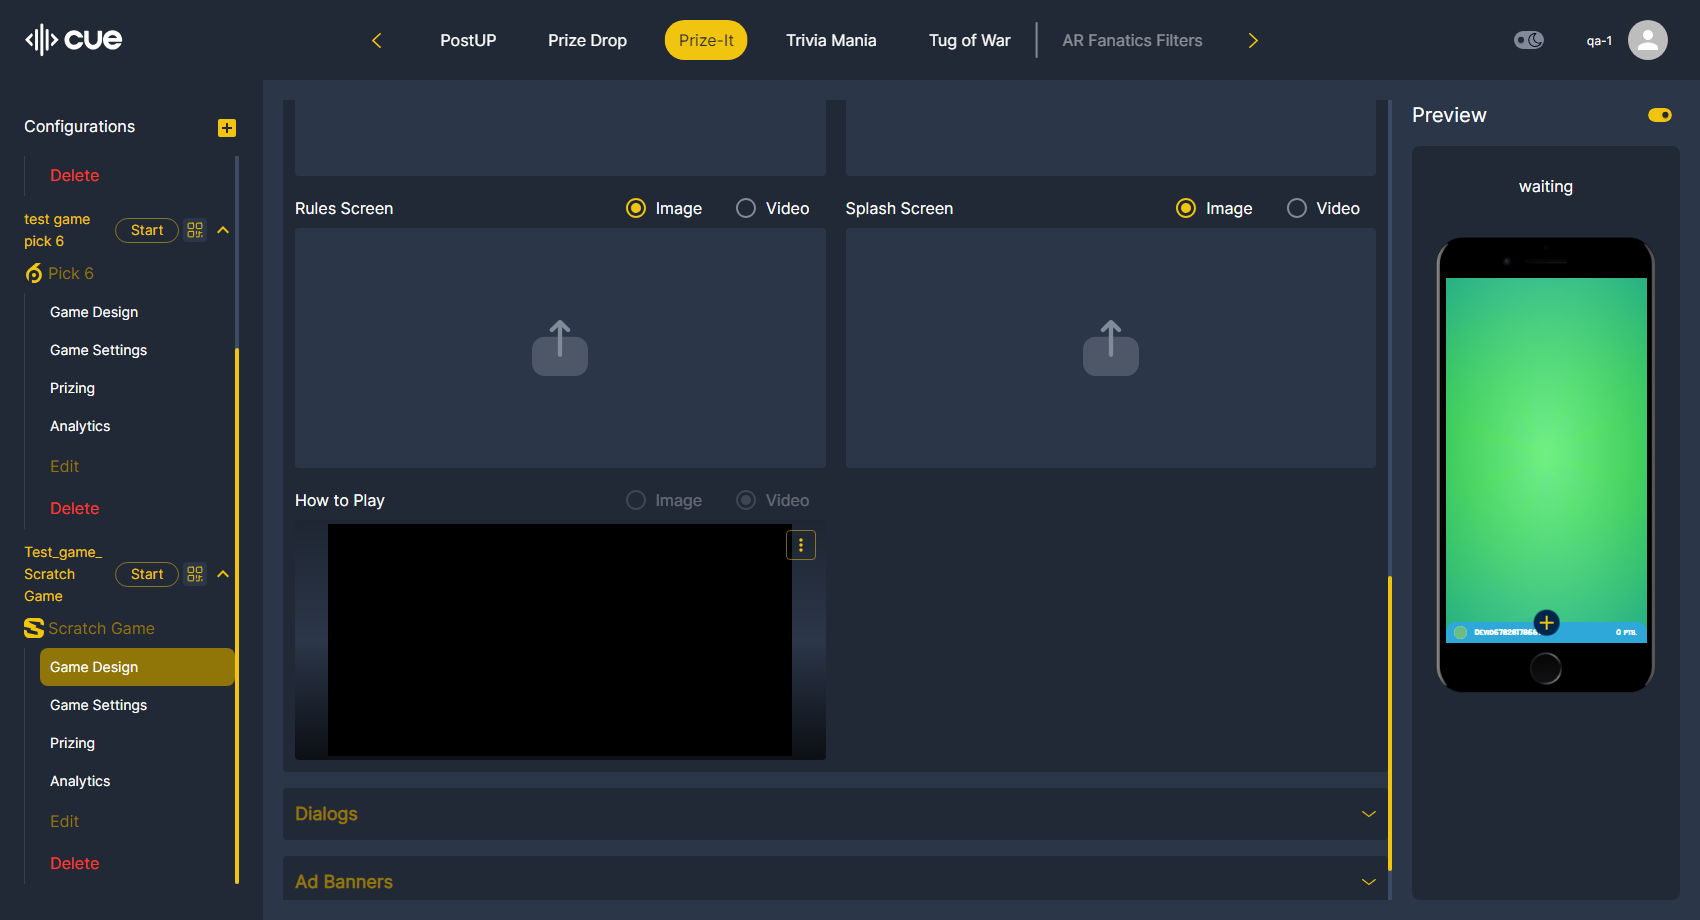 cue
PostUP
Prize Drop
Prize-It
Trivia Mania
Tug of War
AR Fanatics Filters
qa-1
Configurations
Delete
test game
pick 6
Start
Pick 6
Game Design
Game Settings
Prizing
Analytics
Edit
Delete
Test_game_
Scratch
Game
Start
Scratch Game
Game Design
Game Settings
Prizing
Analytics
Edit
Delete
Rules Screen
Image
Video
Splash Screen
Image
Video
How to Play
Image
Video
Dialogs
Ad Banners
Preview
waiting
0 PTS.